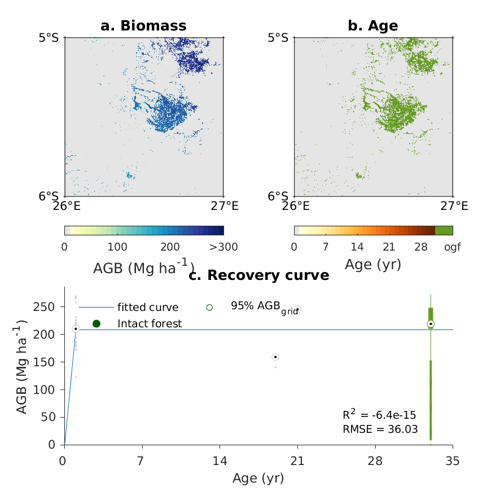 a. Biomass
b. Age
5°S
5°S
6°S
6°S
26°E
27°E
26°E
27°E
0 100 200 >300
AGB (Mg ha⁻¹)
0 7 14 21 28 ogf
Age (yr)
c. Recovery curve
fitted curve
95% AGB_grid
Intact forest
AGB (Mg ha⁻¹)
250
200
150
100
50
0
R² = -6.4e-15
RMSE = 36.03
0 7 14 21 28 35
Age (yr)